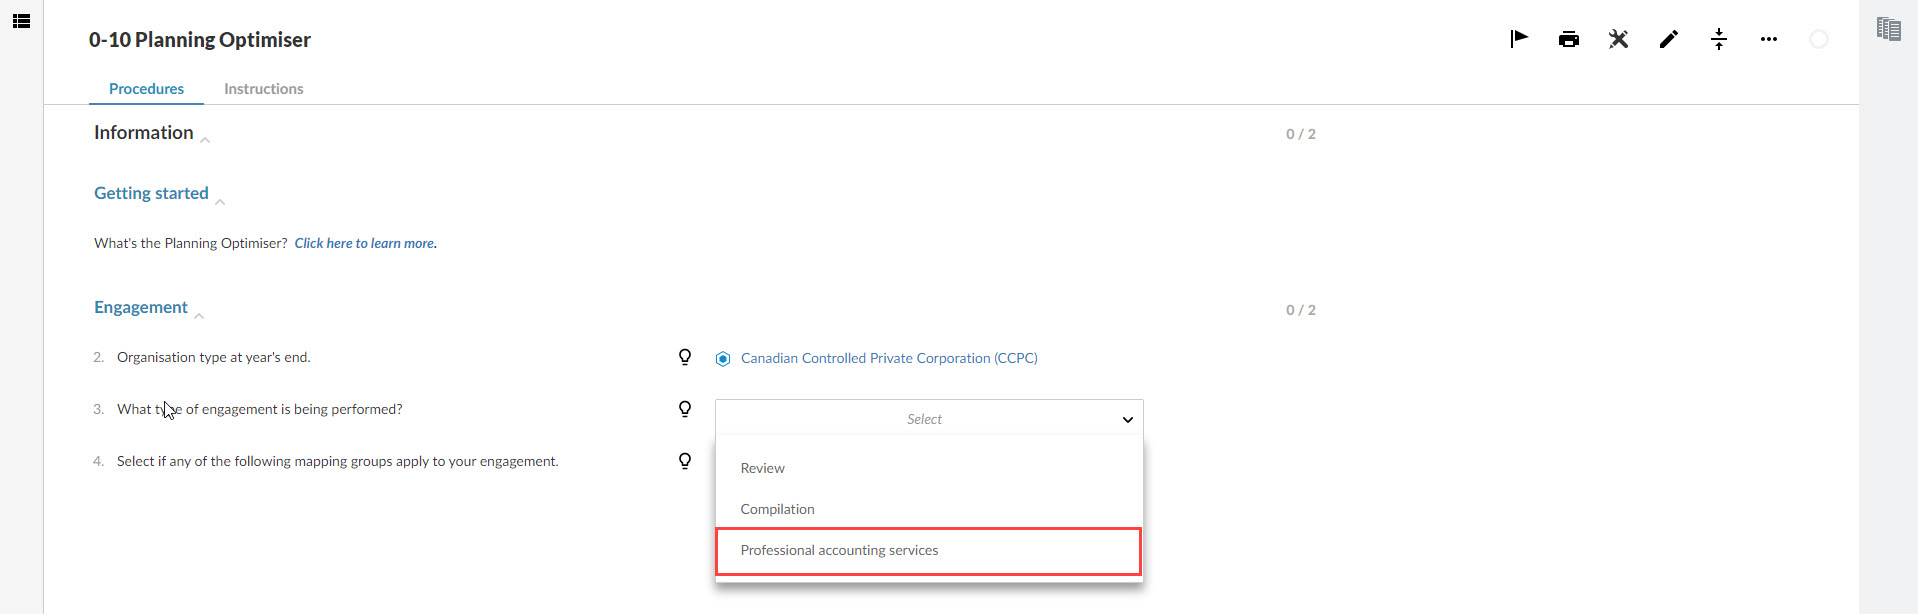 0-10 Planning Optimiser
Procedures Instructions
Information 0 / 2
Getting started
What's the Planning Optimiser? Click here to learn more.
Engagement 0 / 2
2. Organisation type at year's end. Canadian Controlled Private Corporation (CCPC)
3. What type of engagement is being performed? Select
4. Select if any of the following mapping groups apply to your engagement.
Review
Compilation
Professional accounting services